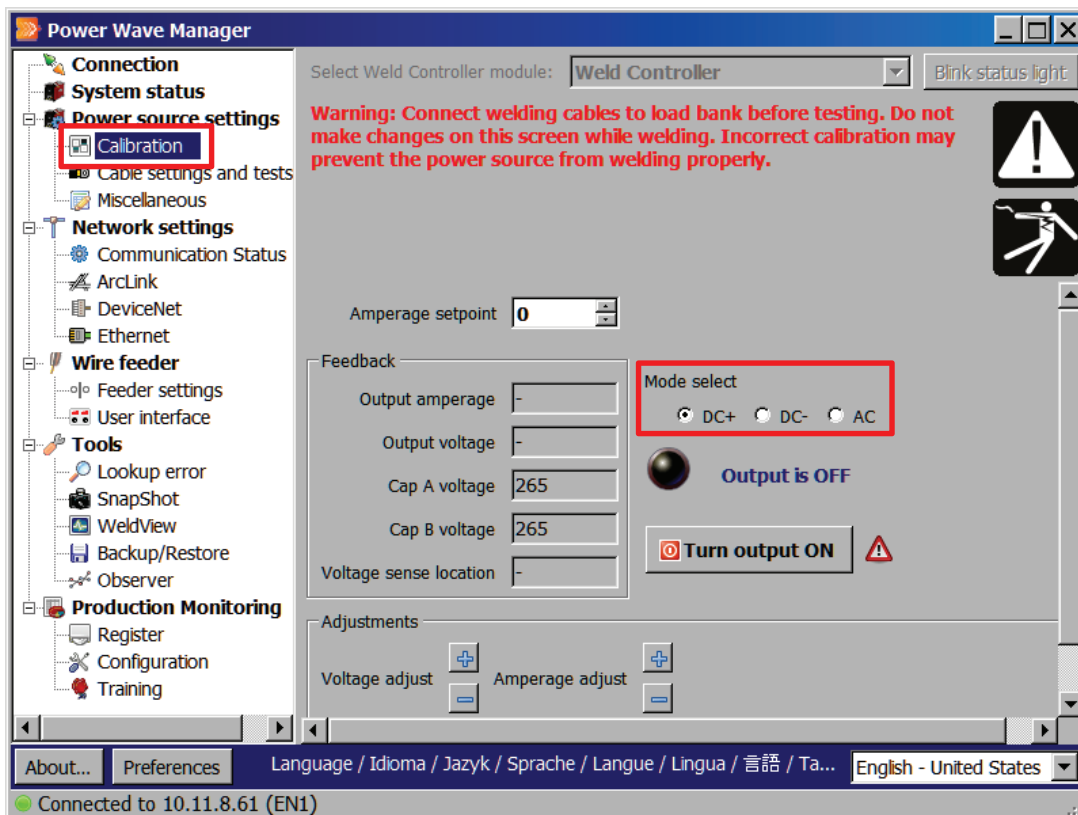 Power Wave Manager
Connection
System status
Power source settings
Calibration
Cable settings and tests
Miscellaneous
Network settings
Communication Status
ArcLink
DeviceNet
Ethernet
Wire feeder
Feeder settings
User interface
Tools
Lookup error
SnapShot
WeldView
Backup/Restore
Observer
Production Monitoring
Register
Configuration
Training
Select Weld Controller module: Weld Controller Blink status light
Warning: Connect welding cables to load bank before testing. Do not
make changes on this screen while welding. Incorrect calibration may
prevent the power source from welding properly.
Amperage setpoint 0
Feedback
Output amperage -
Output voltage -
Cap A voltage 265
Cap B voltage 265
Voltage sense location -
Mode select
DC+ DC- AC
Output is OFF
Turn output ON
Adjustments
Voltage adjust Amperage adjust
About... Preferences Language / Idioma / Jazyk / Sprache / Langue / Lingua / 言語 / Ta... English - United States
Connected to 10.11.8.61 (EN1)